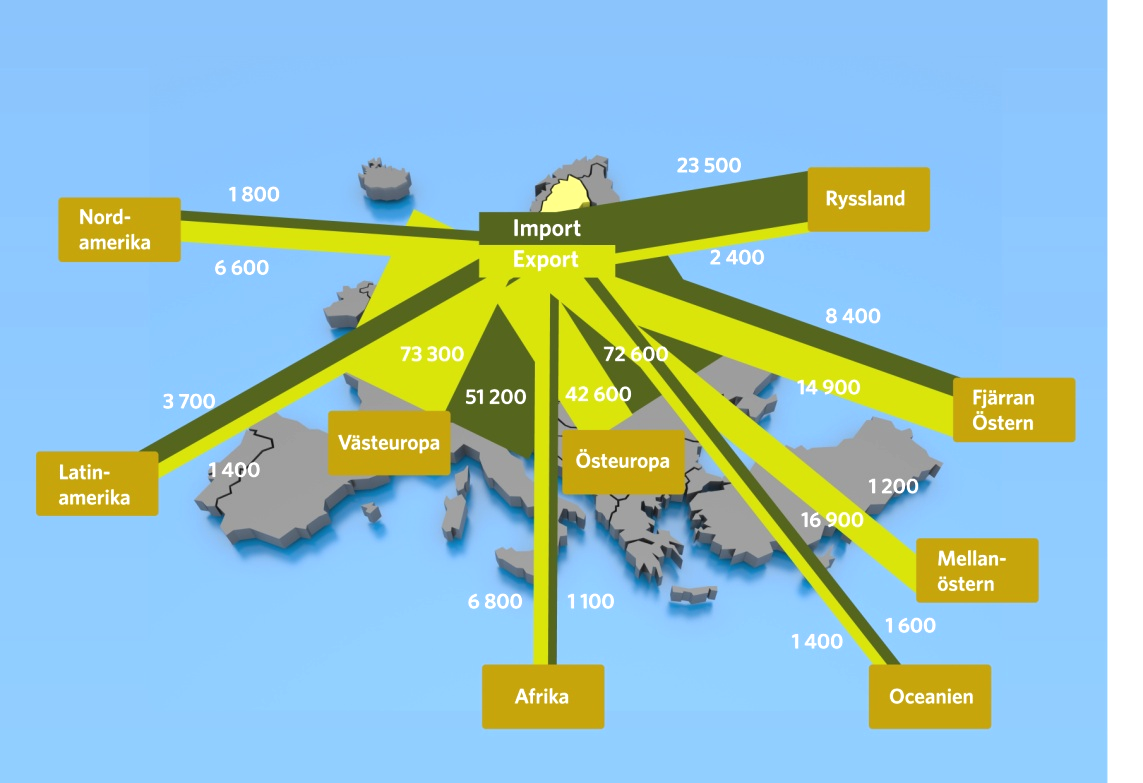 23 500
1 800
Nord-
amerika
Ryssland
Import
Export
6 600
2 400
8 400
73 300
72 600
14 900
51 200
42 600
3 700
Fjärran
Östern
Västeuropa
Östeuropa
Latin-
amerika
1 400
1 200
16 900
Mellan-
östern
6 800
1 100
1 600
1 400
Afrika
Oceanien